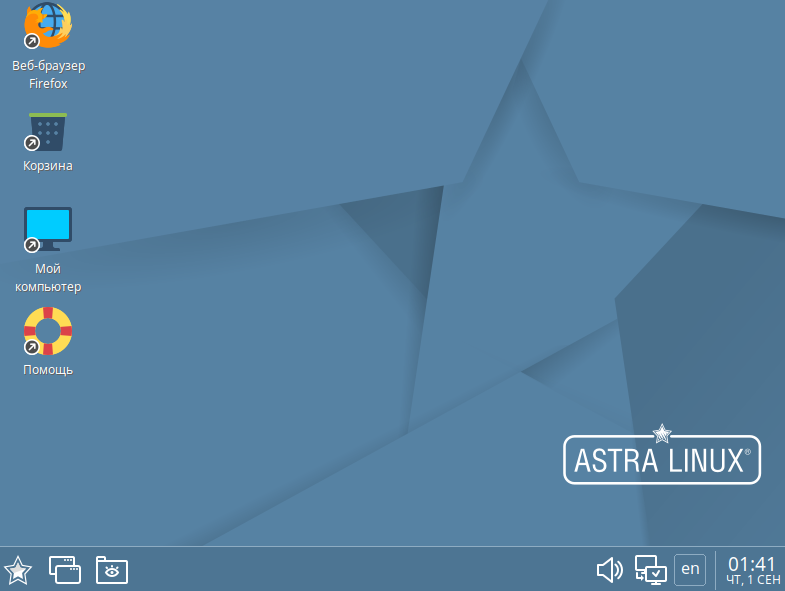 Веб-браузер
Firefox
Корзина
Мой
компьютер
Помощь
ASTRA LINUX®
en
01:41
ЧТ, 1 СЕН